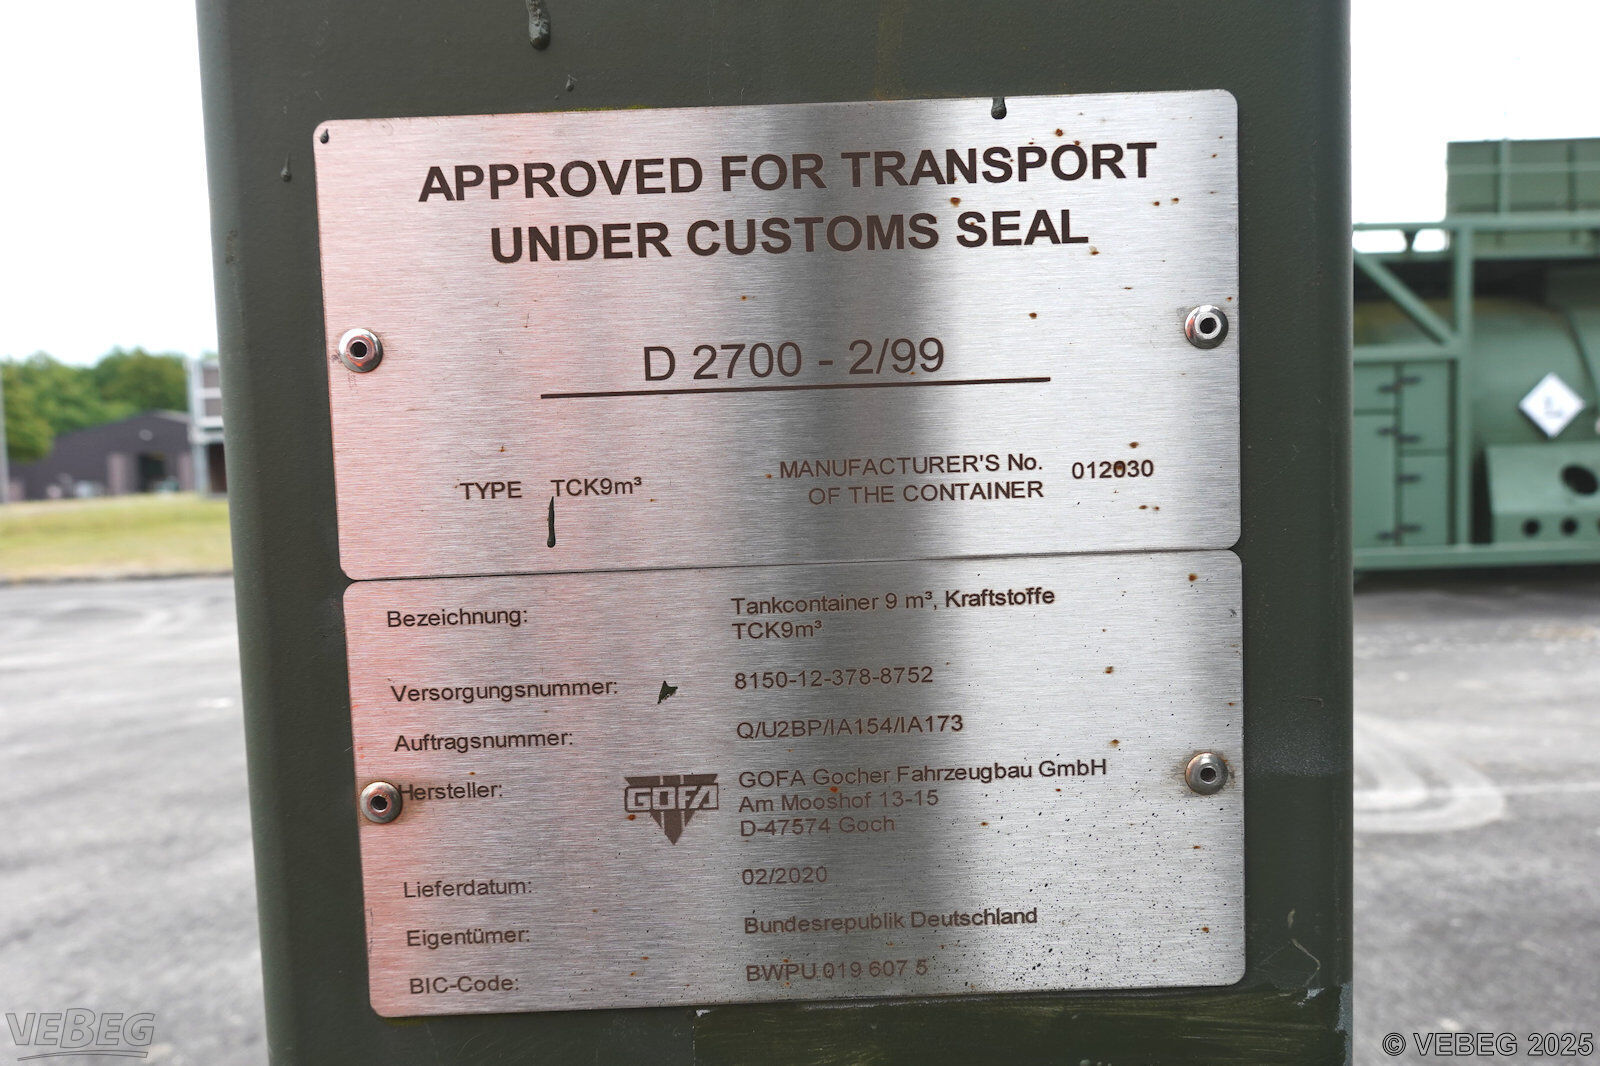 APPROVED FOR TRANSPORT
UNDER CUSTOMS SEAL
D 2700 - 2/99
TYPE TCK9m³
MANUFACTURER'S No.
OF THE CONTAINER
012030
Bezeichnung: Tankcontainer 9 m³, Kraftstoffe
TCK9m³
Versorgungsnummer: 8150-12-378-8752
Auftragsnummer: Q/U2BP/IA154/IA173
Hersteller: GOFA GOFA Gocher Fahrzeugbau GmbH
Am Mooshof 13-15
D-47574 Goch
Lieferdatum: 02/2020
Eigentümer: Bundesrepublik Deutschland
BIC-Code: BWPU 019 607 5
VEBEG
© VEBEG 2025